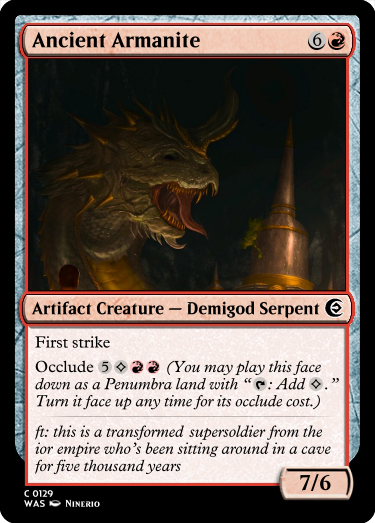 Ancient Armanite 6
Artifact Creature — Demigod Serpent
First strike
Occlude 5 (You may play this face
down as a Penumbra land with “: Add .”
Turn it face up any time for its occlude cost.)
ft: this is a transformed supersoldier from the
ior empire who's been sitting around in a cave
for five thousand years
7/6
C 0129
WAS Ninerio